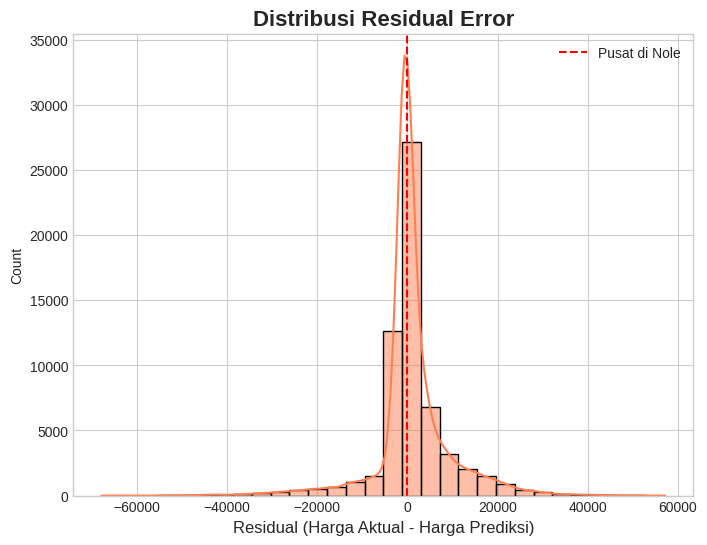 Distribusi Residual Error
35000
30000
25000
20000
15000
10000
5000
0
Count
Pusat di Nole
−60000 −40000 −20000 0 20000 40000 60000
Residual (Harga Aktual - Harga Prediksi)